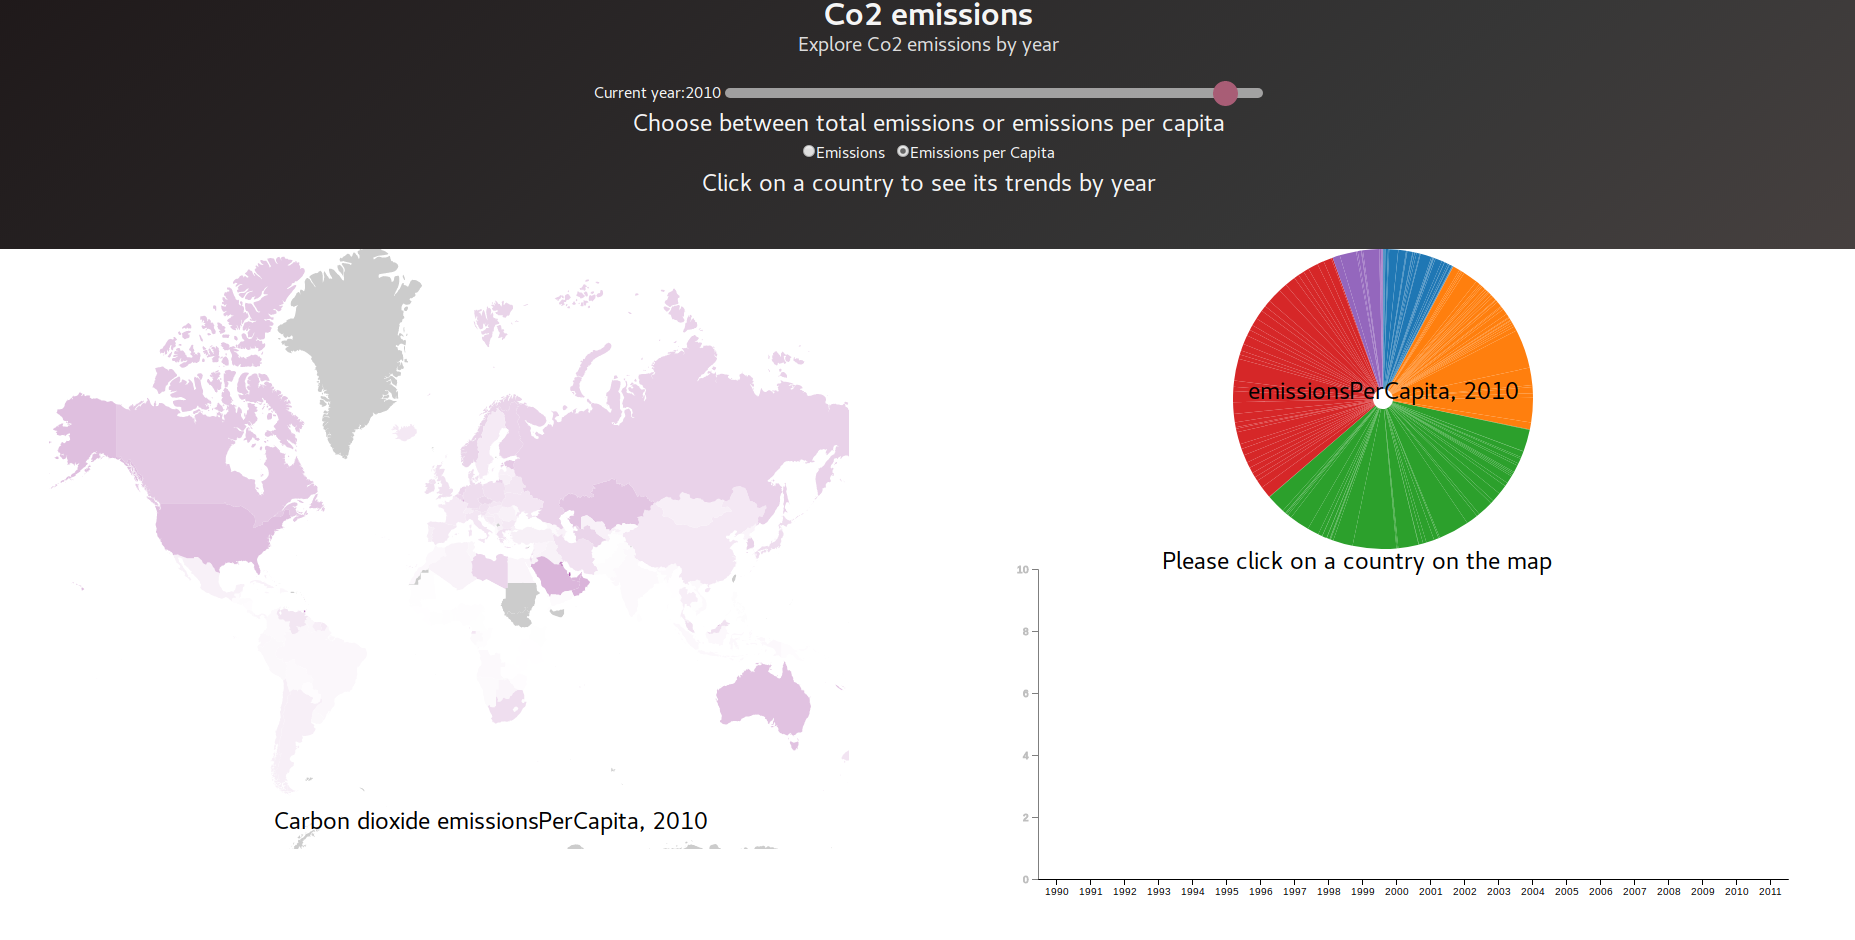 Co2 emissions
Explore Co2 emissions by year
Current year:2010
Choose between total emissions or emissions per capita
Emissions Emissions per Capita
Click on a country to see its trends by year
emissionsPerCapita, 2010
Carbon dioxide emissionsPerCapita, 2010
Please click on a country on the map
10
8
6
4
2
0
1990 1991 1992 1993 1994 1995 1996 1997 1998 1999 2000 2001 2002 2003 2004 2005 2006 2007 2008 2009 2010 2011